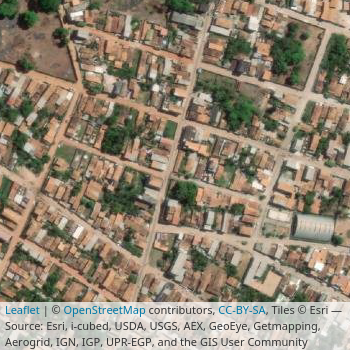 Leaflet | © OpenStreetMap contributors, CC-BY-SA, Tiles © Esri —
Source: Esri, i-cubed, USDA, USGS, AEX, GeoEye, Getmapping,
Aerogrid, IGN, IGP, UPR-EGP, and the GIS User Community